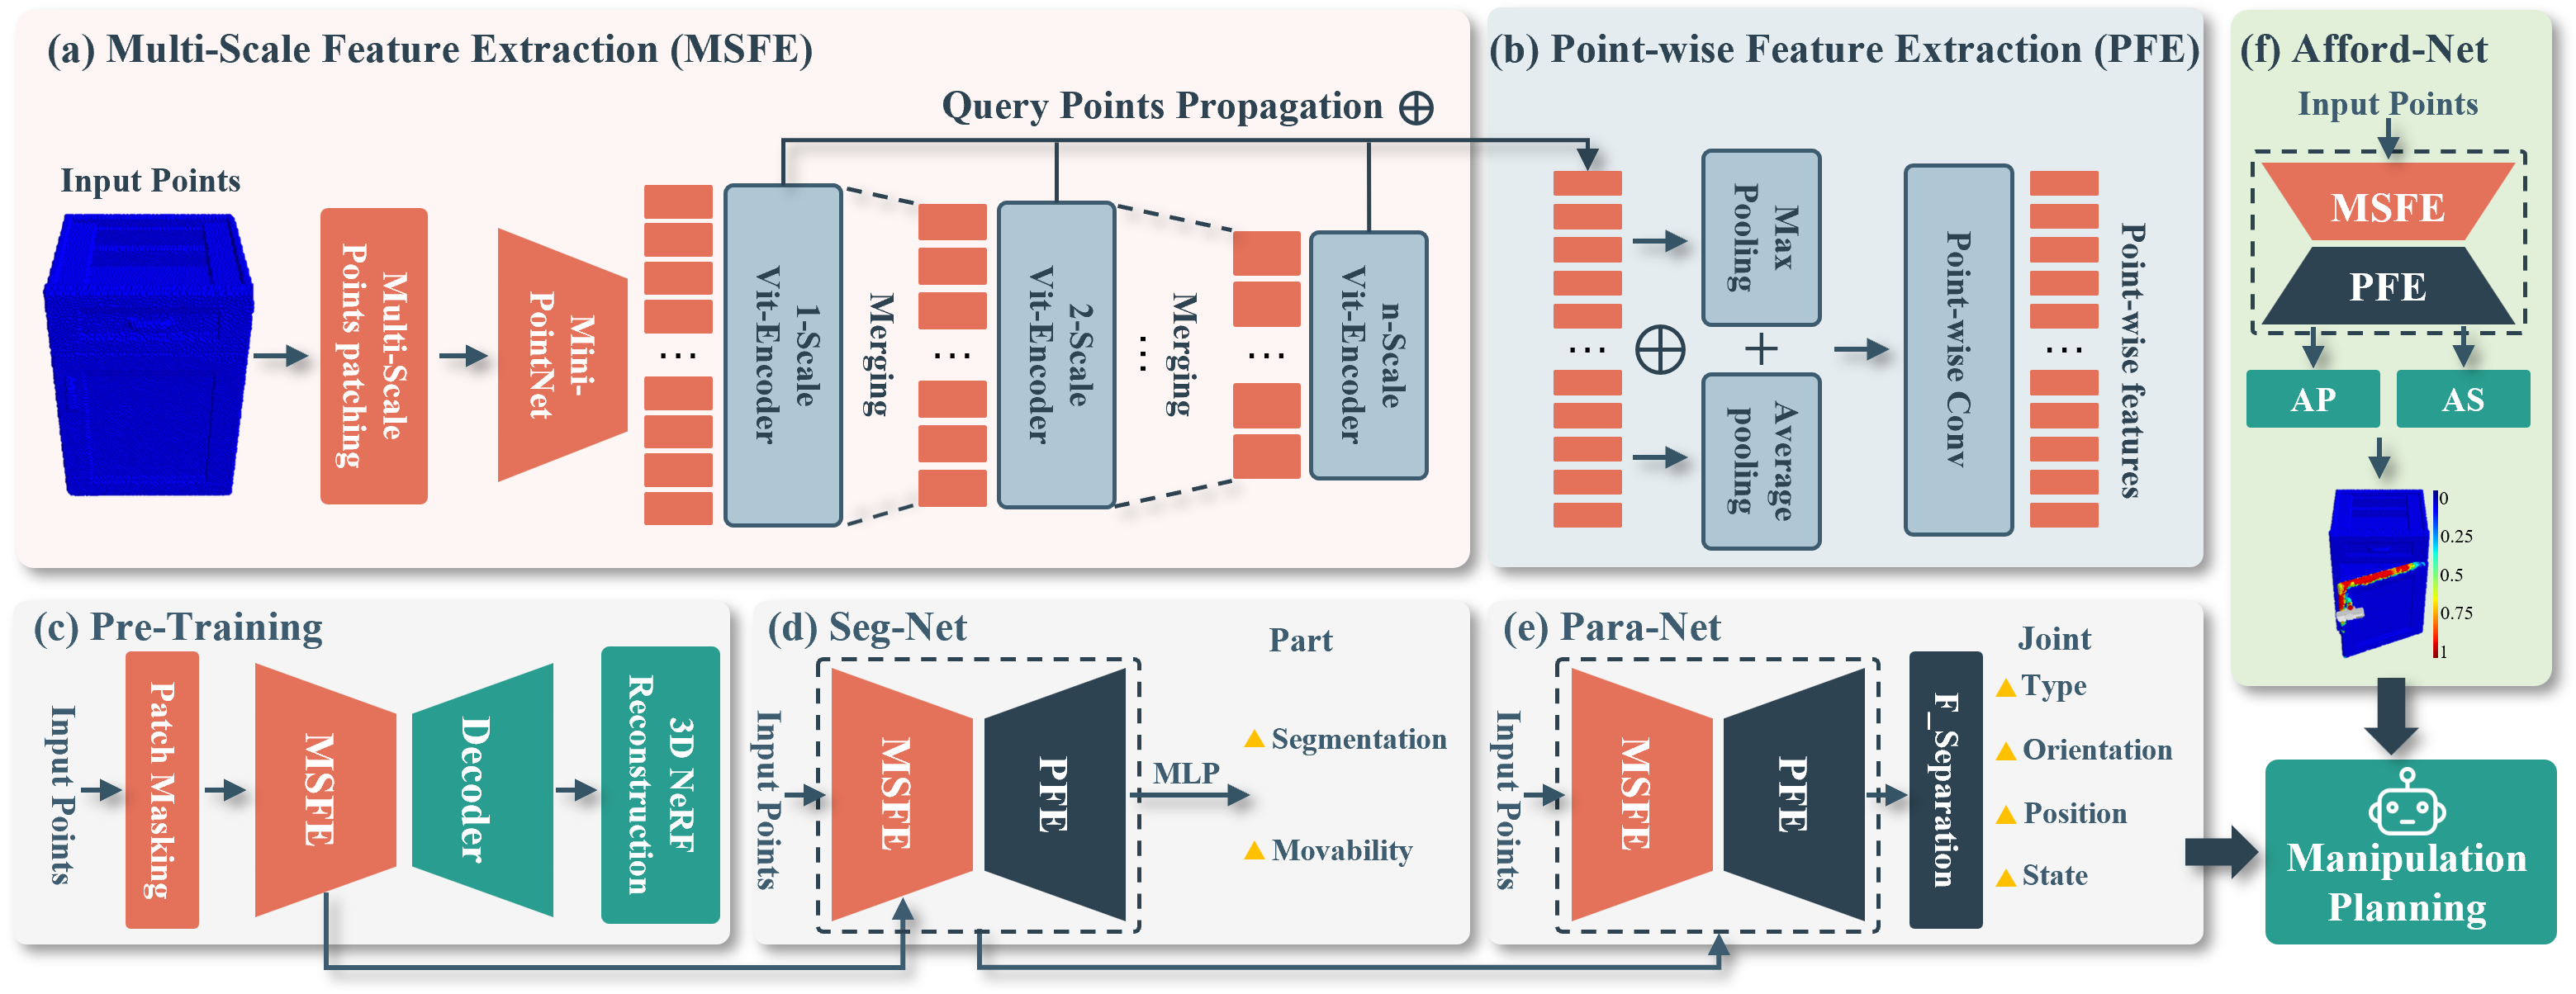 (a) Multi-Scale Feature Extraction (MSFE)
Query Points Propagation ⊕
Input Points
Multi-Scale
Points patching
Mini-
PointNet
...
1-Scale
Vit-Encoder
Merging
...
2-Scale
Vit-Encoder
...
Merging
...
n-Scale
Vit-Encoder
(b) Point-wise Feature Extraction (PFE)
...
⊕
Max
Pooling
+
Average
pooling
Point-wise Conv
...
Point-wise features
(c) Pre-Training
Input Points
Patch Masking
MSFE
Decoder
3D NeRF
Reconstruction
(d) Seg-Net
Input Points
MSFE
PFE
MLP
Part
Segmentation
Movability
(e) Para-Net
Input Points
MSFE
PFE
F_Separation
Joint
Type
Orientation
Position
State
(f) Afford-Net
Input Points
MSFE
PFE
AP
AS
0
0.25
0.5
0.75
1
Manipulation
Planning